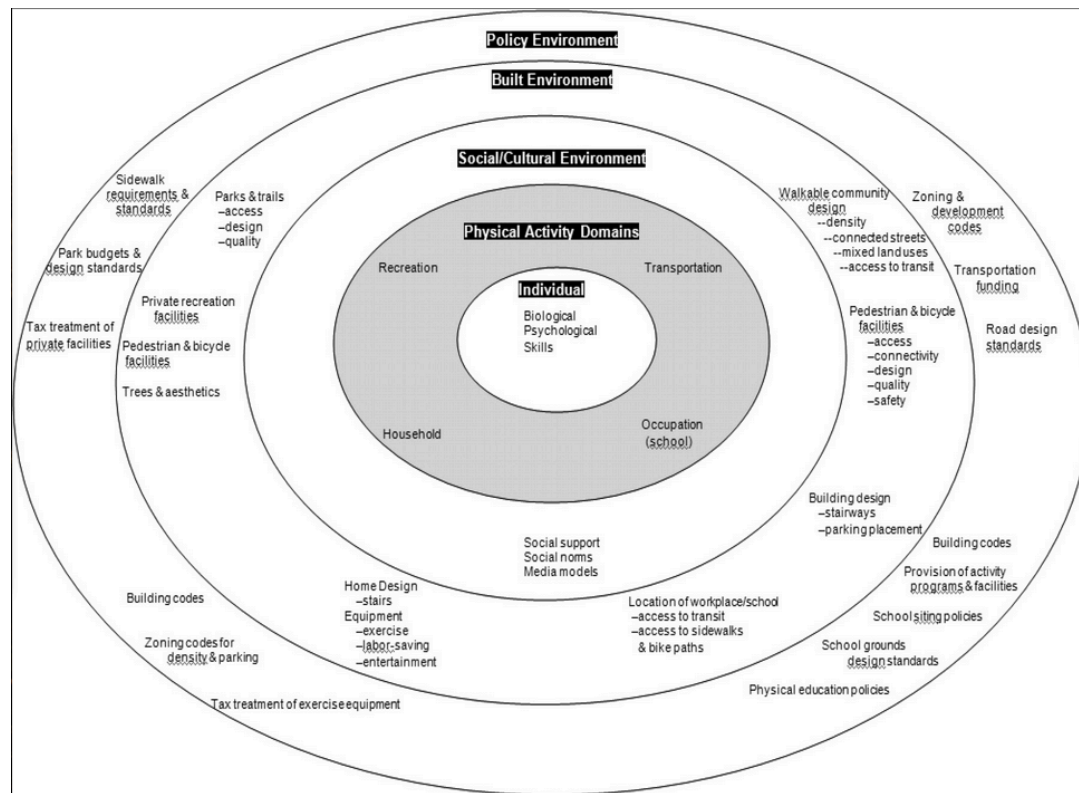 Policy Environment
Built Environment
Social/Cultural Environment
Physical Activity Domains
Recreation
Transportation
Individual
Biological
Psychological
Skills
Household
Occupation
(school)
Social support
Social norms
Media models
Sidewalk
requirements &
standards
Park budgets &
design standards
Tax treatment of
private facilities
Parks & trails
–access
–design
–quality
Private recreation
facilities
Pedestrian & bicycle
facilities
Trees & aesthetics
Walkable community
design
--density
--connected streets
--mixed land uses
--access to transit
Zoning &
development
codes
Transportation
funding
Road design
standards
Pedestrian & bicycle
facilities
–access
–connectivity
–design
–quality
–safety
Building codes
Zoning codes for
density & parking
Tax treatment of exercise equipment
Home Design
–stairs
Equipment
–exercise
–labor-saving
–entertainment
Location of workplace/school
–access to transit
–access to sidewalks
& bike paths
Building design
–stairways
–parking placement
Building codes
Provision of activity
programs & facilities
School siting policies
School grounds
design standards
Physical education policies